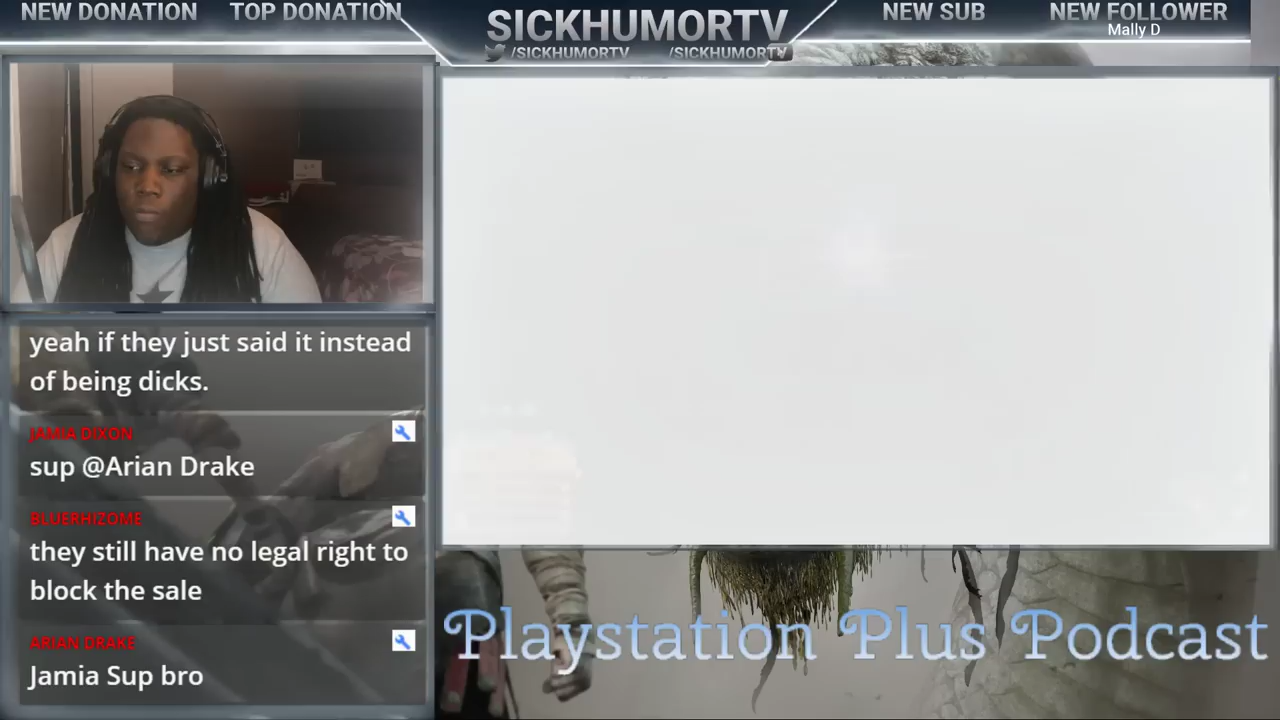 NEW DONATION
TOP DONATION
SICKHUMORTV
/SICKHUMORTV
/SICKHUMORTV
NEW SUB
NEW FOLLOWER
Mally D
yeah if they just said it instead
of being dicks.
JAMIA DIXON
sup @Arian Drake
BLUERHIZOME
they still have no legal right to
block the sale
ARIAN DRAKE
Jamia Sup bro
Playstation Plus Podcast